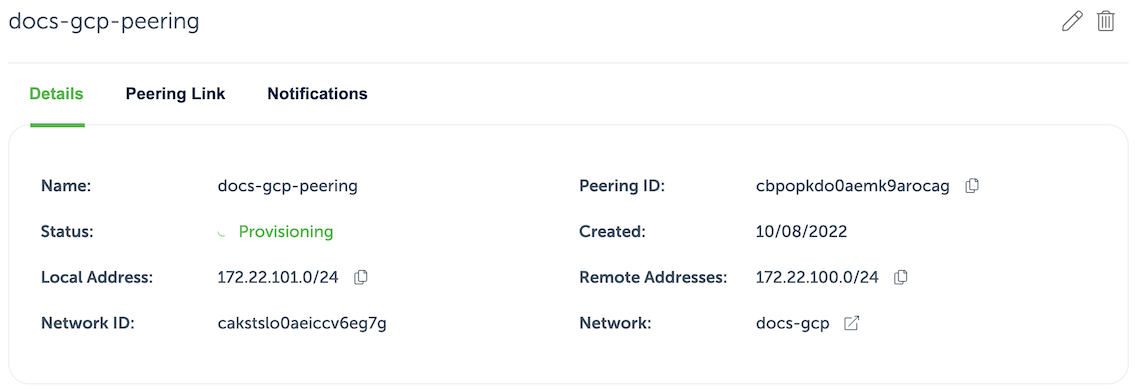 docs-gcp-peering
Details Peering Link Notifications
Name: docs-gcp-peering Peering ID: cbpopkdo0aemk9arocag
Status: Provisioning Created: 10/08/2022
Local Address: 172.22.101.0/24 Remote Addresses: 172.22.100.0/24
Network ID: cakstslo0aeiccv6eg7g Network: docs-gcp